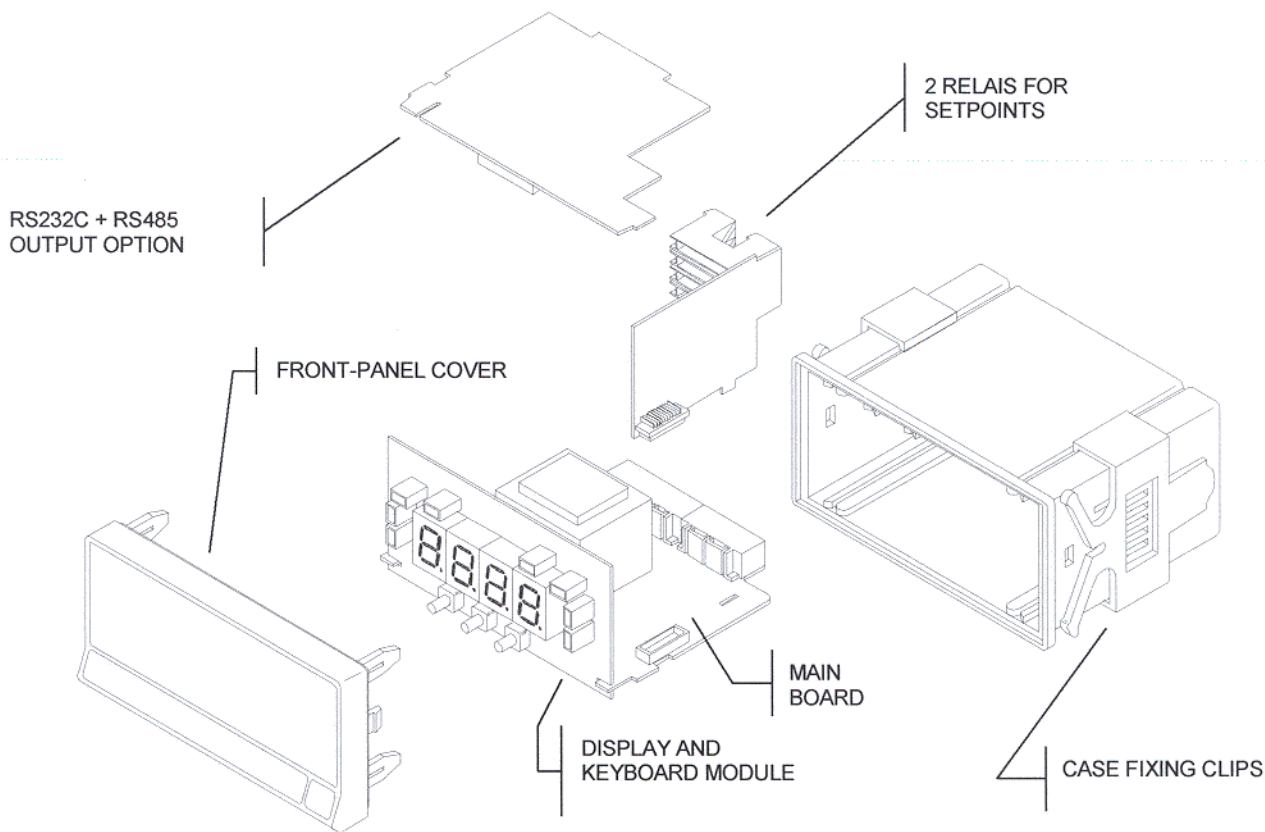 2 RELAIS FOR
SETPOINTS
RS232C + RS485
OUTPUT OPTION
FRONT-PANEL COVER
MAIN
BOARD
DISPLAY AND
KEYBOARD MODULE
CASE FIXING CLIPS